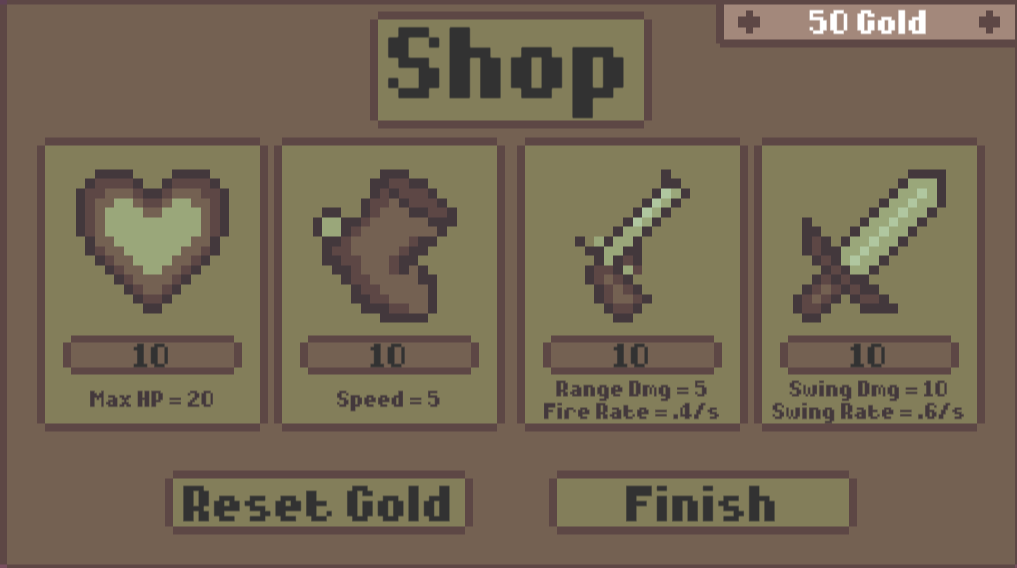 50 Gold
Shop
10
10
10
10
Max HP = 20
Speed = 5
Range Dmg = 5
Fire Rate = .4/s
Swing Dmg = 10
Swing Rate = .6/s
Reset Gold
Finish